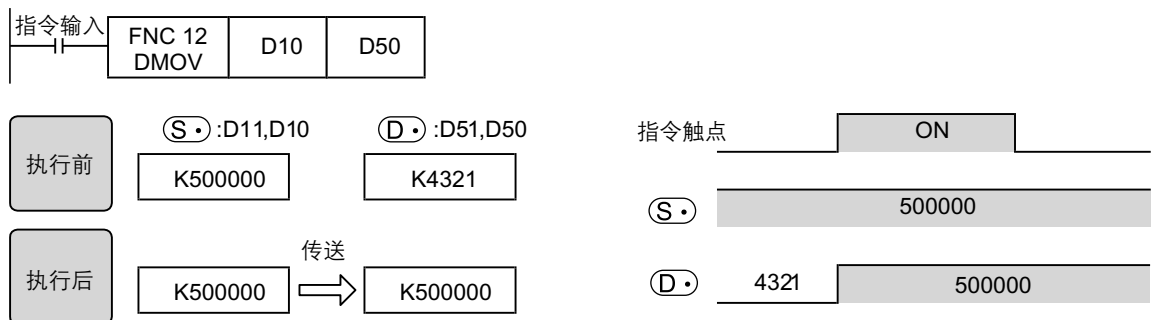 指令输入
FNC 12
DMOV
D10
D50
执行前
S・ :D11,D10
D・ :D51,D50
K500000
K4321
执行后
K500000
传送
K500000
指令触点
ON
S・
500000
D・
4321
500000